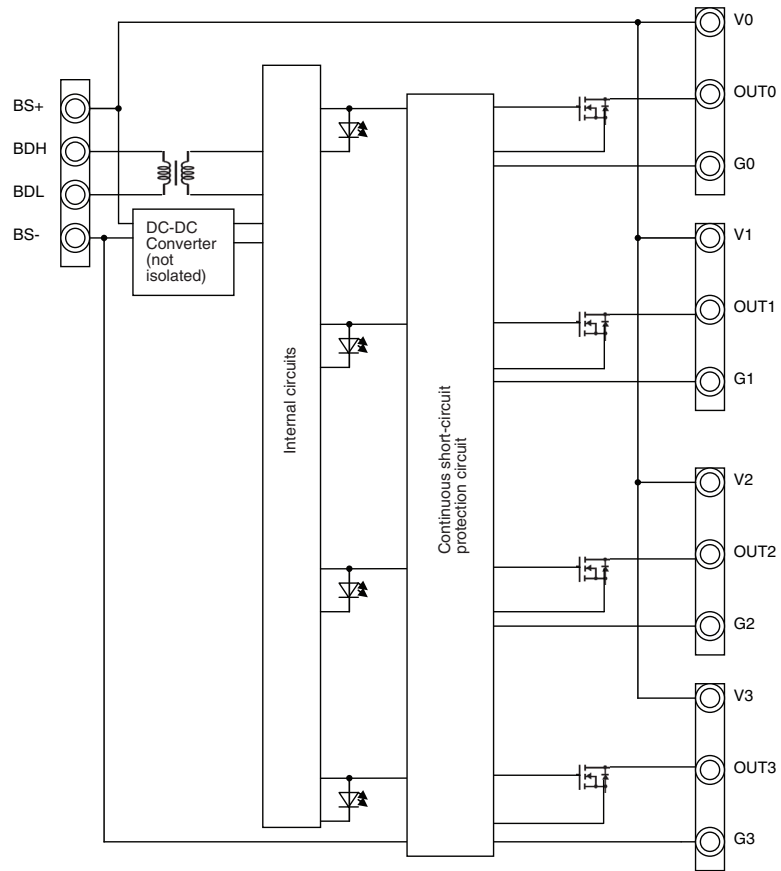 V0
BS+
OUT0
BDH
G0
BDL
BS-
DC-DC
Converter
(not
isolated)
V1
OUT1
G1
Internal circuits
Continuous short-circuit
protection circuit
V2
OUT2
G2
V3
OUT3
G3